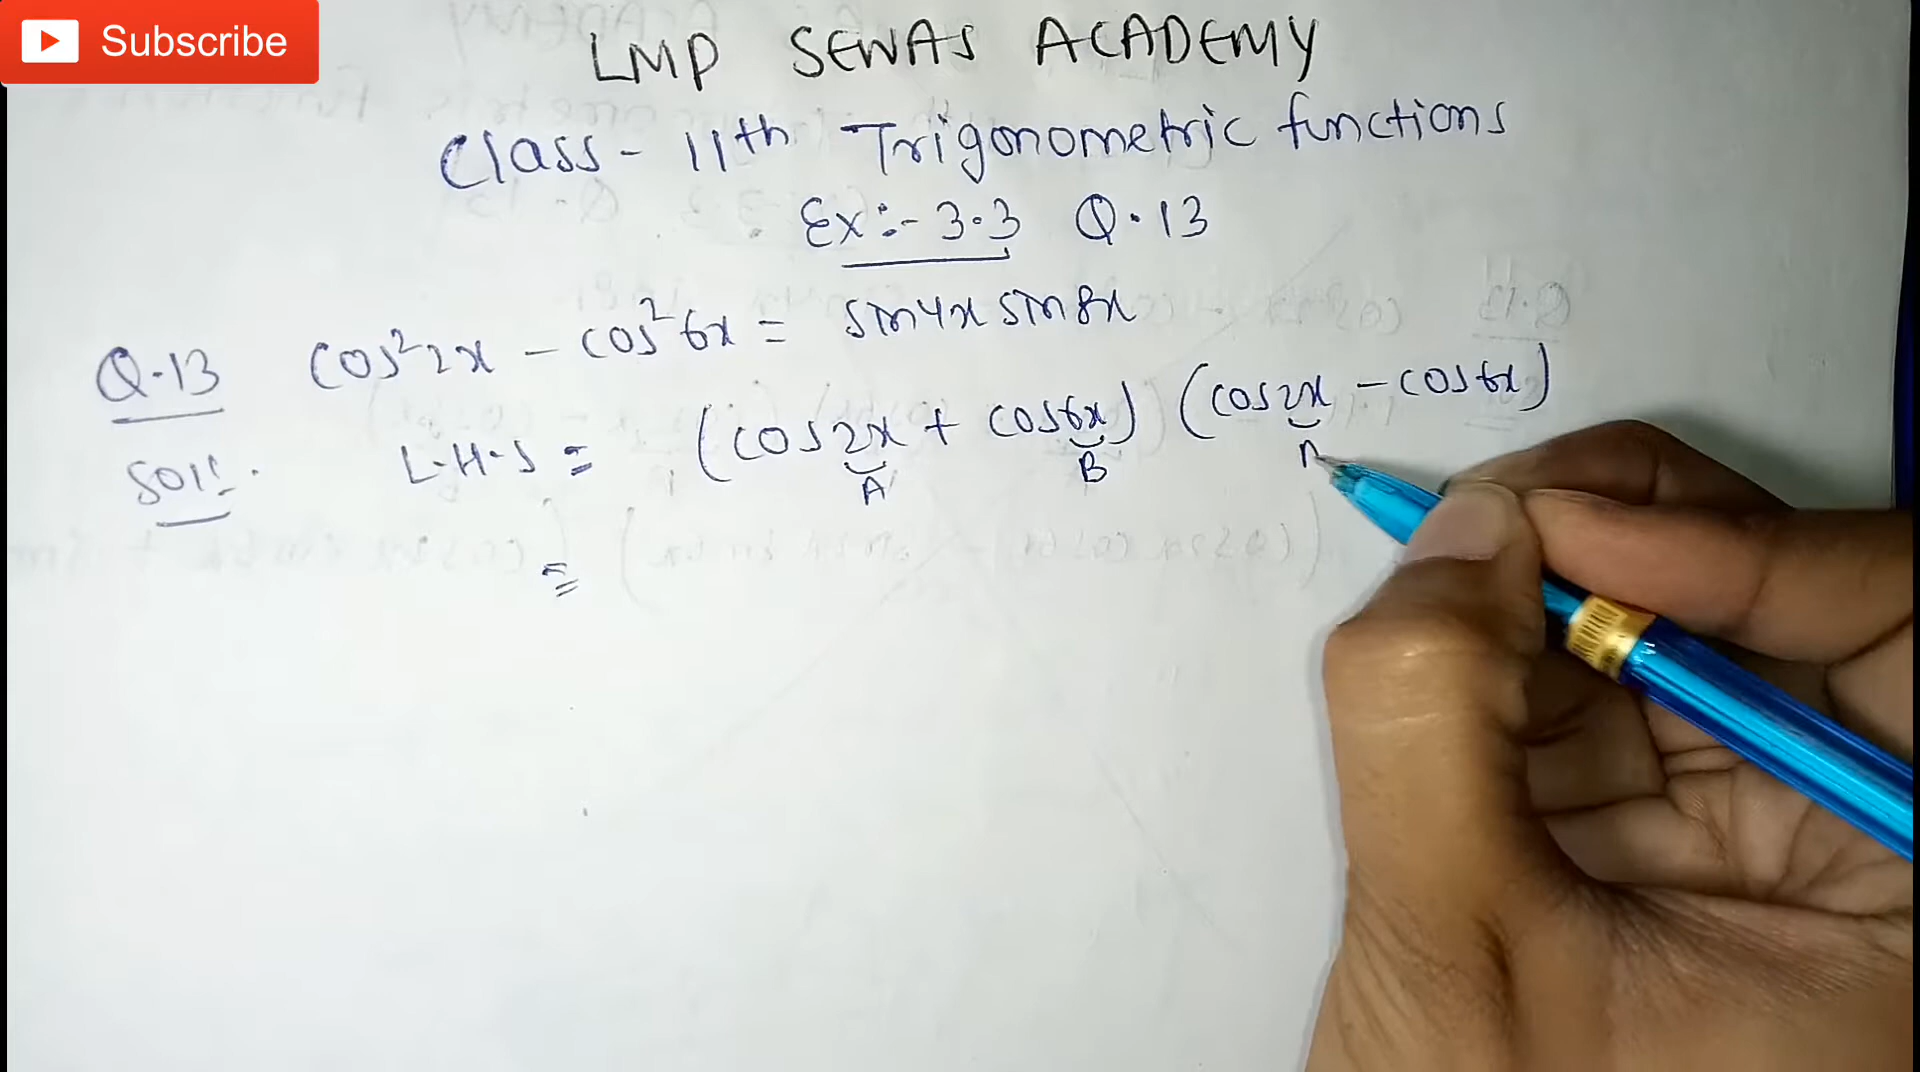 Subscribe
LMP SEWAS ACADEMY
Class - 11th Trigonometric functions
Ex :- 3.3 Q. 13
Q.13 cos²2x - cos²6x = sin4x sin8x
Soln. L.H.S = (cos2x + cos6x) (cos2x - cos6x)
A B A
=